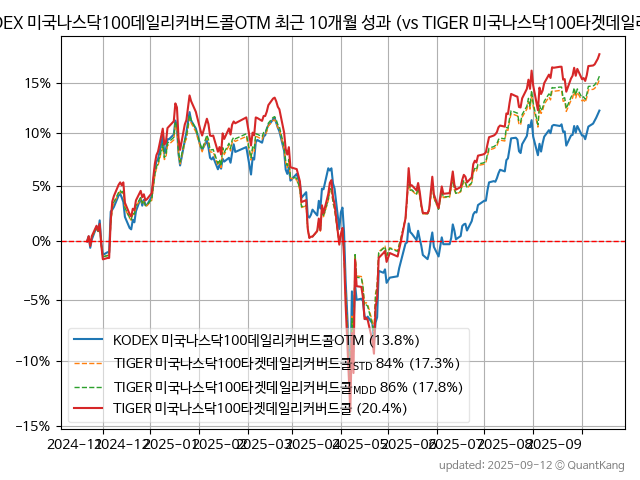 DEX 미국나스닥100데일리커버드콜OTM 최근 10개월 성과 (vs TIGER 미국나스닥100타겟데일리
15%
10%
5%
0%
−5%
−10%
−15%
KODEX 미국나스닥100데일리커버드콜OTM (13.8%)
TIGER 미국나스닥100타겟데일리커버드콜STD 84% (17.3%)
TIGER 미국나스닥100타겟데일리커버드콜MDD 86% (17.8%)
TIGER 미국나스닥100타겟데일리커버드콜 (20.4%)
2024-11 2024-12 2025-01 2025-02 2025-03 2025-04 2025-05 2025-06 2025-07 2025-08 2025-09
updated: 2025-09-12 © QuantKang